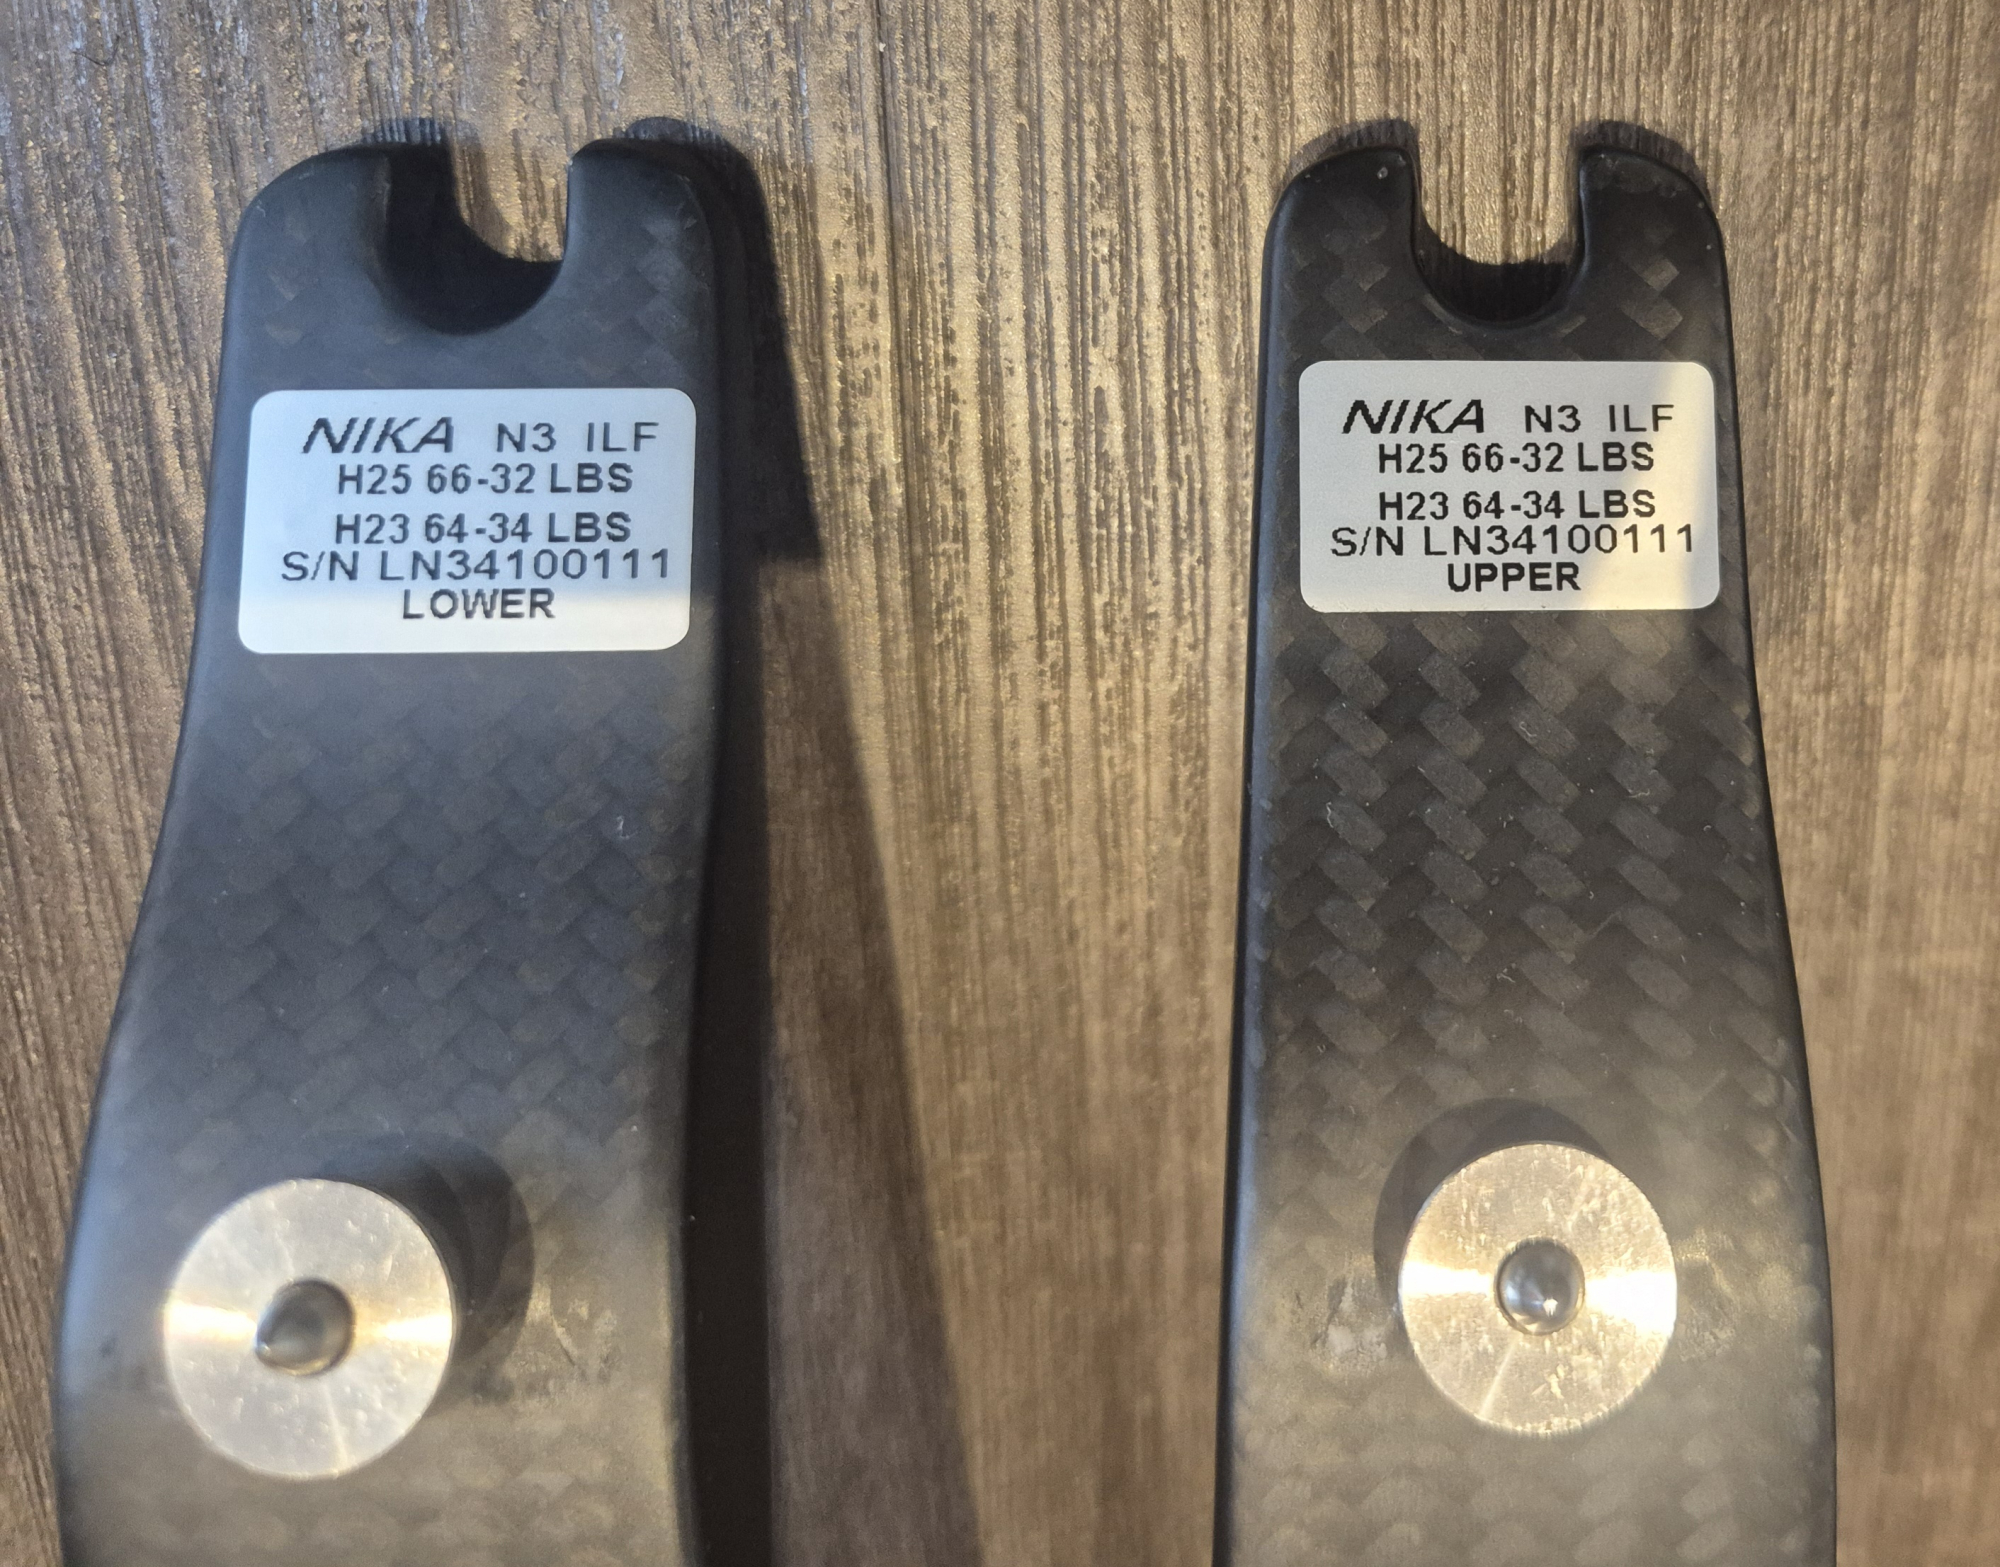 NIKA N3 ILF
H25 66-32 LBS
H23 64-34 LBS
S/N LN34100111
LOWER
NIKA N3 ILF
H25 66-32 LBS
H23 64-34 LBS
S/N LN34100111
UPPER